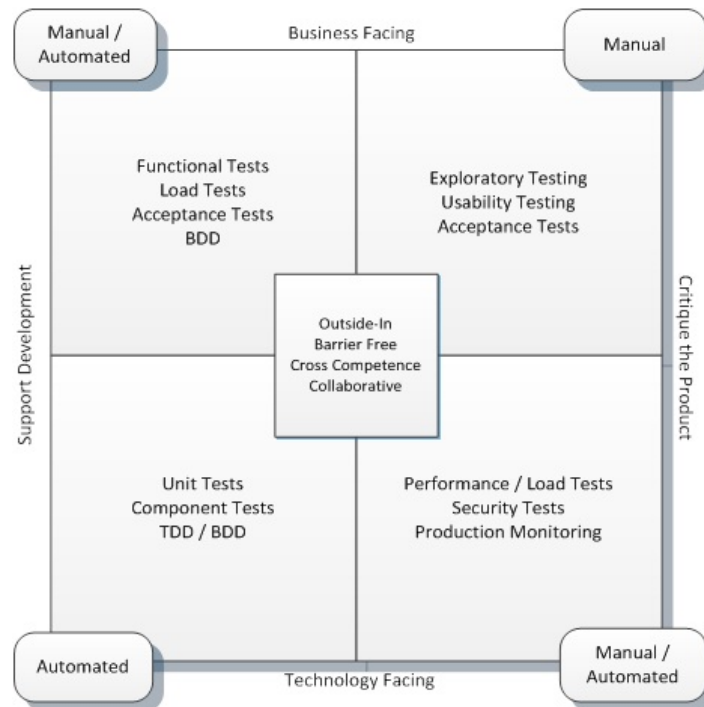 Manual /
Automated
Business Facing
Manual
Functional Tests
Load Tests
Acceptance Tests
BDD
Exploratory Testing
Usability Testing
Acceptance Tests
Support Development
Outside-In
Barrier Free
Cross Competence
Collaborative
Critique the Product
Unit Tests
Component Tests
TDD / BDD
Performance / Load Tests
Security Tests
Production Monitoring
Automated
Technology Facing
Manual /
Automated